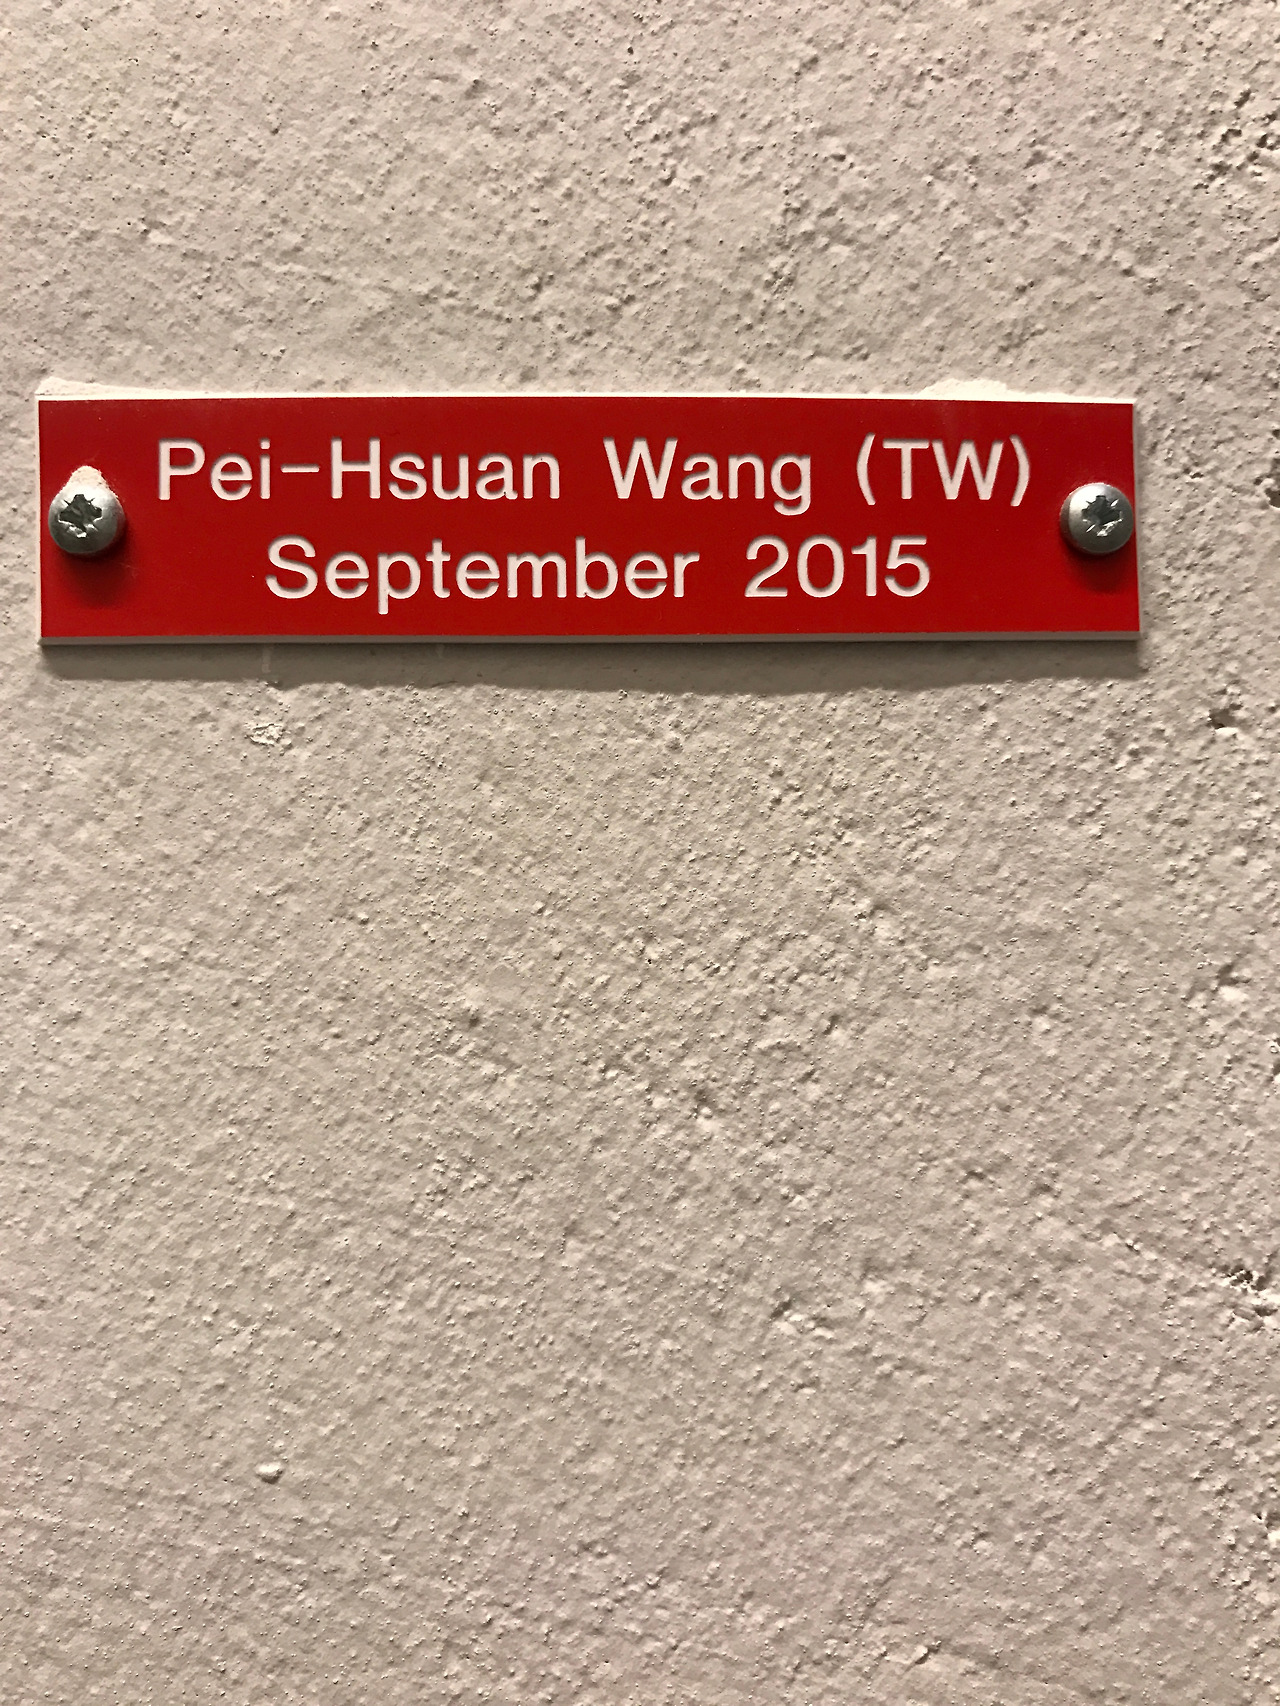 Pei-Hsuan Wang (TW)
September 2015